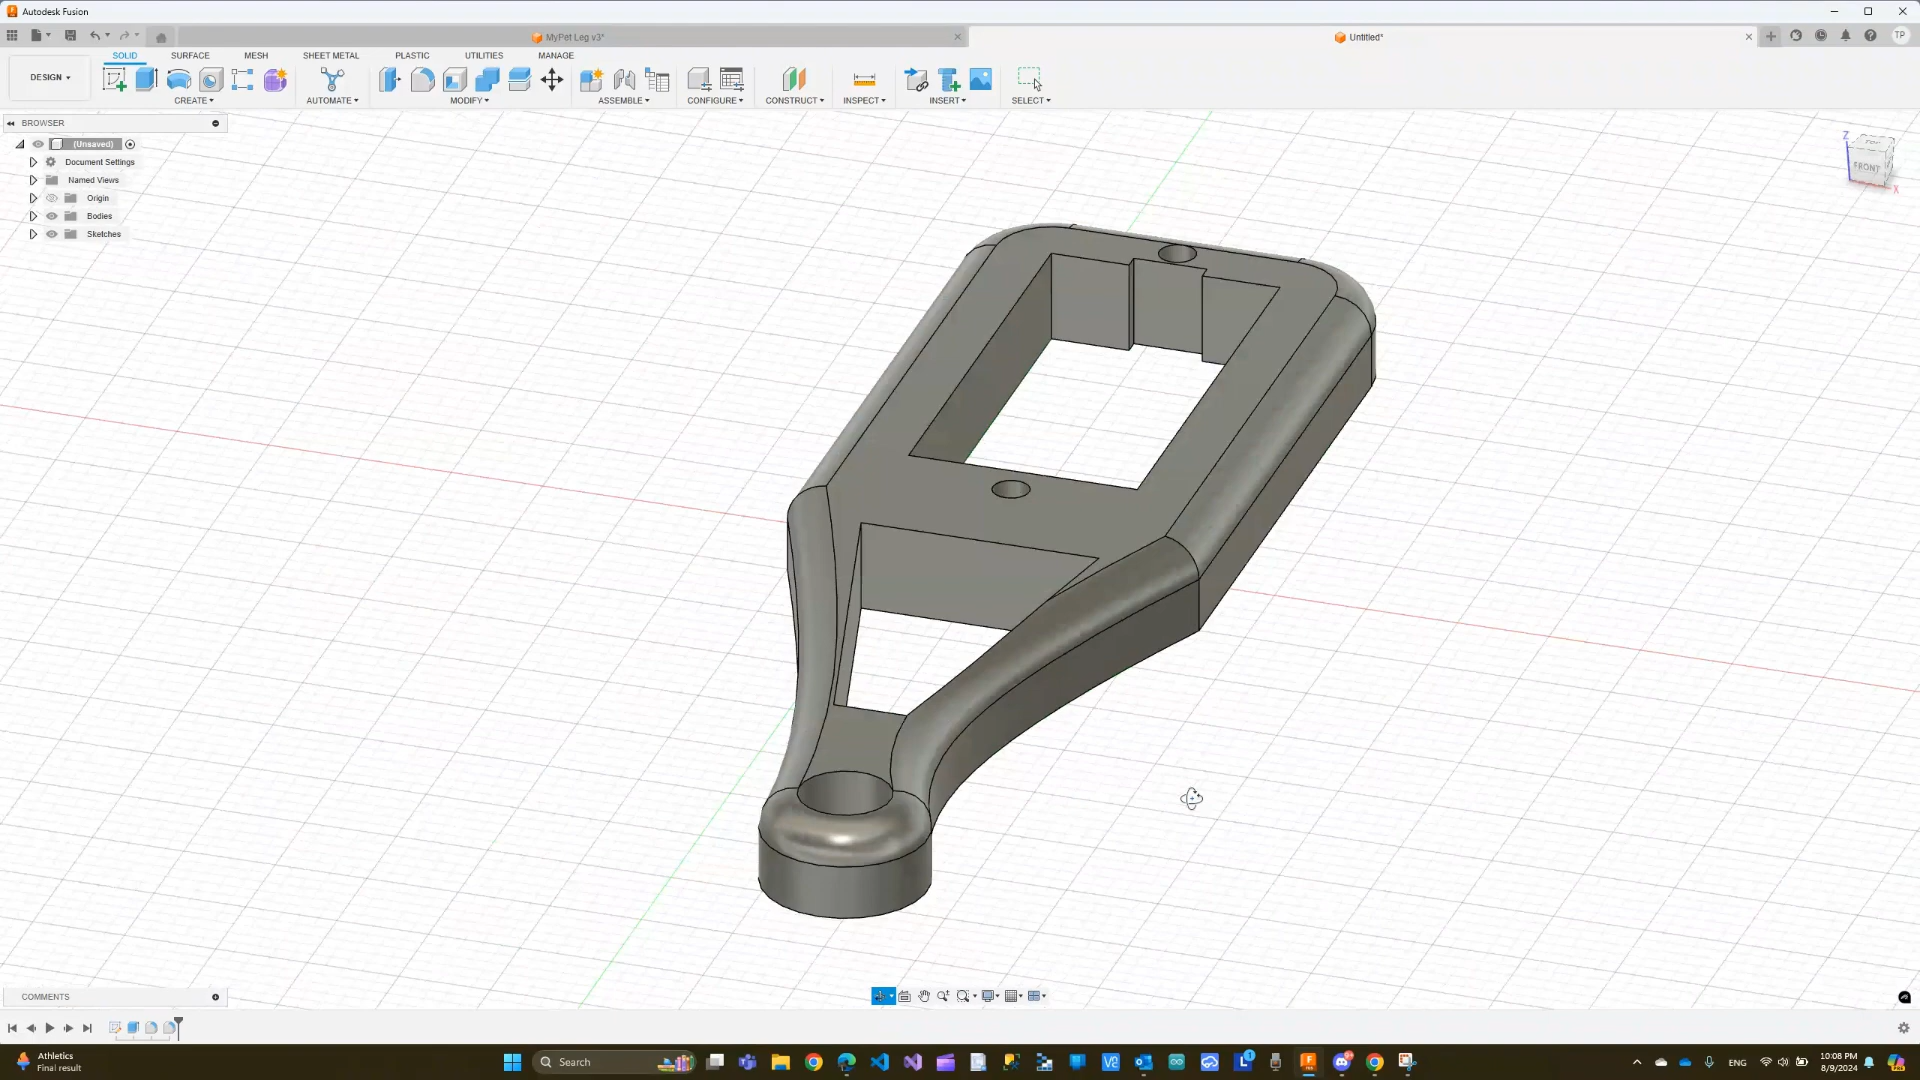 Autodesk Fusion
MyPet Leg v3*
Untitled*
TP
DESIGN
SOLID
SURFACE
MESH
SHEET METAL
PLASTIC
UTILITIES
MANAGE
CREATE
AUTOMATE
MODIFY
ASSEMBLE
CONFIGURE
CONSTRUCT
INSPECT
INSERT
SELECT
BROWSER
(Unsaved)
Document Settings
Named Views
Origin
Bodies
Sketches
Z
TOP
FRONT
X
COMMENTS
Athletics
Final result
Search
ENG
10:08 PM
8/9/2024